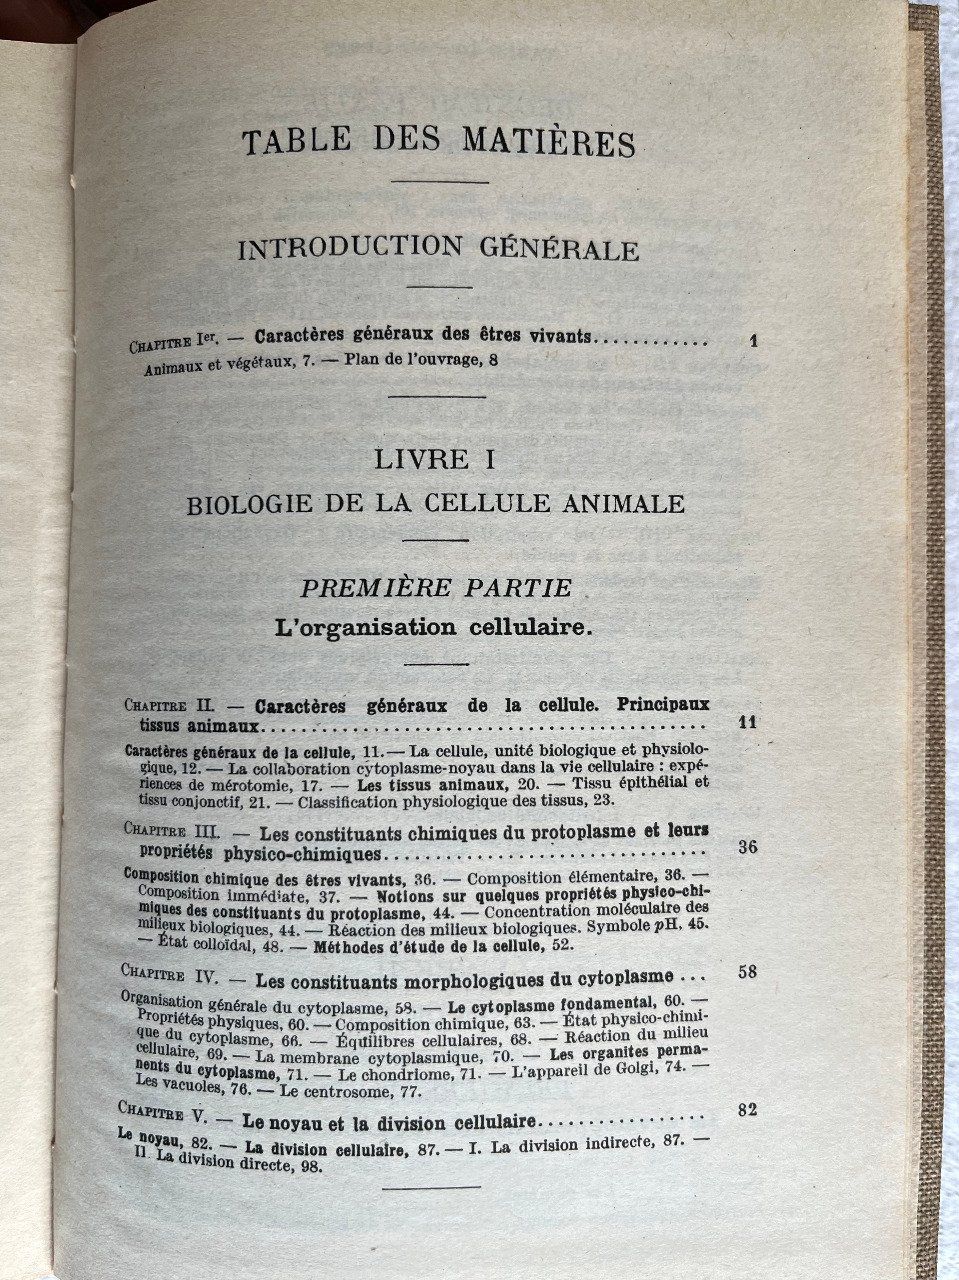 TABLE DES MATIÈRES
INTRODUCTION GÉNÉRALE
CHAPITRE Ier. — Caractères généraux des êtres vivants............ 1
Animaux et végétaux, 7. — Plan de l'ouvrage, 8
LIVRE I
BIOLOGIE DE LA CELLULE ANIMALE
PREMIÈRE PARTIE
L'organisation cellulaire.
CHAPITRE II. — Caractères généraux de la cellule. Principaux
tissus animaux............................................... 11
Caractères généraux de la cellule, 11. — La cellule, unité biologique et physiolo-
gique, 12. — La collaboration cytoplasme-noyau dans la vie cellulaire : expé-
riences de mérotomie, 17. — Les tissus animaux, 20. — Tissu épithélial et
tissu conjonctif, 21. — Classification physiologique des tissus, 23.
CHAPITRE III. — Les constituants chimiques du protoplasme et leurs
propriétés physico-chimiques................................. 36
Composition chimique des êtres vivants, 36. — Composition élémentaire, 36. —
Composition immédiate, 37. — Notions sur quelques propriétés physico-chi-
miques des constituants du protoplasme, 44. — Concentration moléculaire des
milieux biologiques, 44. — Réaction des milieux biologiques. Symbole pH, 45.
— État colloïdal, 48. — Méthodes d'étude de la cellule, 52.
CHAPITRE IV. — Les constituants morphologiques du cytoplasme ... 58
Organisation générale du cytoplasme, 58. — Le cytoplasme fondamental, 60. —
Propriétés physiques, 60. — Composition chimique, 63. — État physico-chimi-
que du cytoplasme, 66. — Équilibres cellulaires, 68. — Réaction du milieu
cellulaire, 69. — La membrane cytoplasmique, 70. — Les organites perma-
nents du cytoplasme, 71. — Le chondriome, 71. — L'appareil de Golgi, 74. —
Les vacuoles, 76. — Le centrosome, 77.
CHAPITRE V. — Le noyau et la division cellulaire................. 82
Le noyau, 82. — La division cellulaire, 87. — I. La division indirecte, 87. —
II. La division directe, 98.